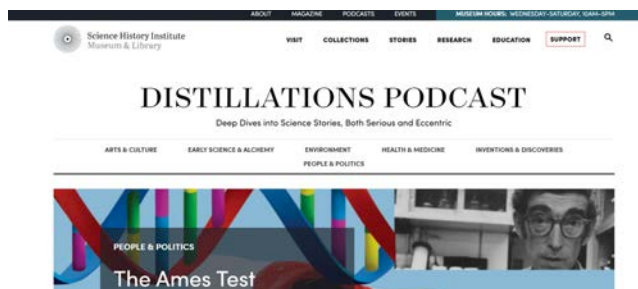 ABOUT MAGAZINE PODCASTS EVENTS MUSEUM HOURS: WEDNESDAY–SATURDAY, 10AM–5PM
Science History Institute
Museum & Library
VISIT COLLECTIONS STORIES RESEARCH EDUCATION SUPPORT
DISTILLATIONS PODCAST
Deep Dives into Science Stories, Both Serious and Eccentric
ARTS & CULTURE EARLY SCIENCE & ALCHEMY ENVIRONMENT HEALTH & MEDICINE INVENTIONS & DISCOVERIES
PEOPLE & POLITICS
PEOPLE & POLITICS
The Ames Test